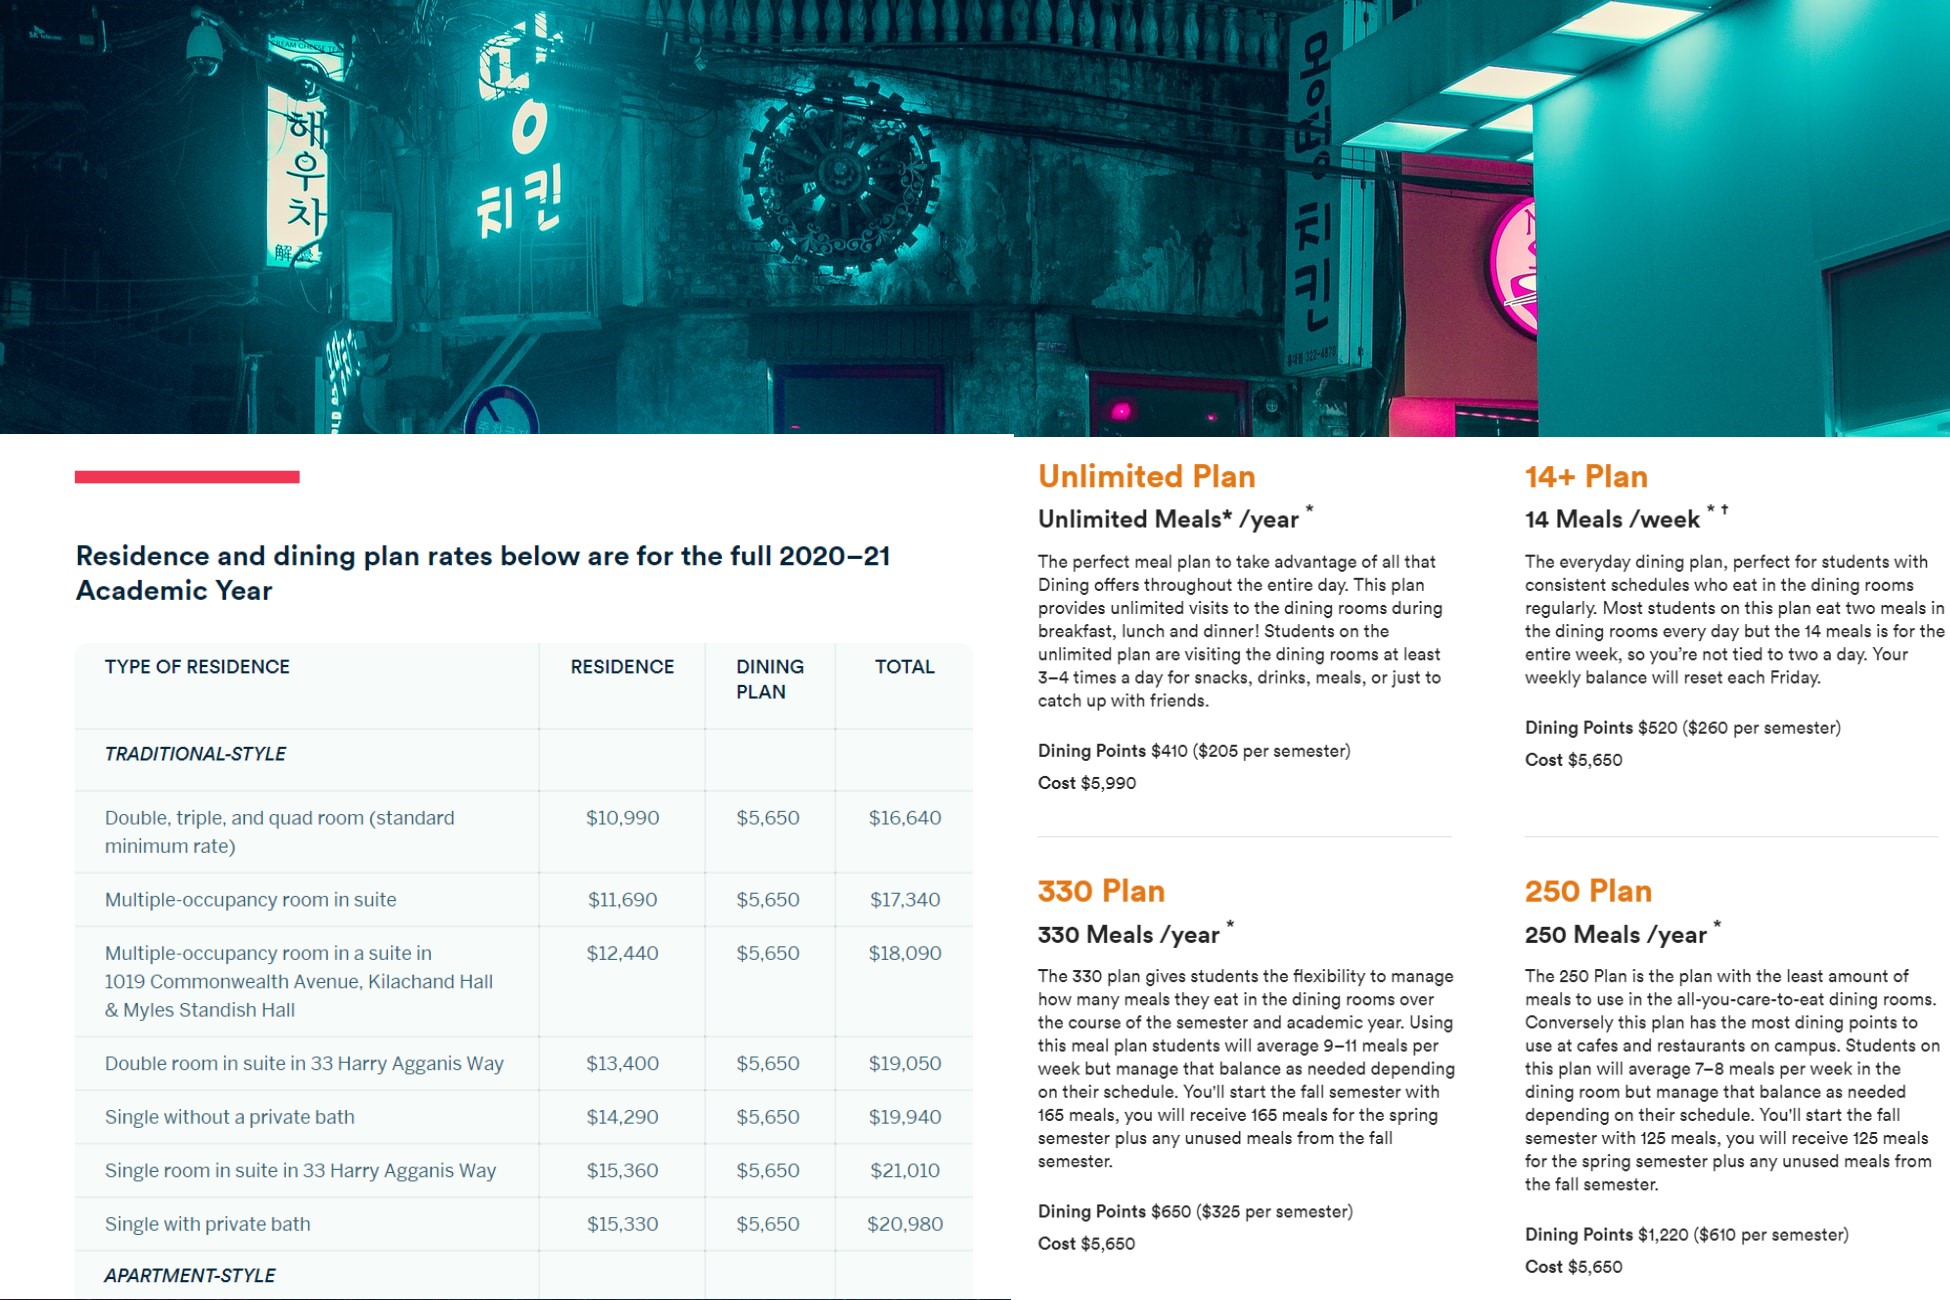 CREAM CHEESE TE
해
우
차
解
치킨
치
킨
322-4870
Residence and dining plan rates below are for the full 2020–21
Academic Year
TYPE OF RESIDENCE RESIDENCE DINING PLAN TOTAL
TRADITIONAL-STYLE
Double, triple, and quad room (standard
minimum rate) $10,990 $5,650 $16,640
Multiple-occupancy room in suite $11,690 $5,650 $17,340
Multiple-occupancy room in a suite in
1019 Commonwealth Avenue, Kilachand Hall
& Myles Standish Hall $12,440 $5,650 $18,090
Double room in suite in 33 Harry Agganis Way $13,400 $5,650 $19,050
Single without a private bath $14,290 $5,650 $19,940
Single room in suite in 33 Harry Agganis Way $15,360 $5,650 $21,010
Single with private bath $15,330 $5,650 $20,980
APARTMENT-STYLE
Unlimited Plan
Unlimited Meals* /year *
The perfect meal plan to take advantage of all that
Dining offers throughout the entire day. This plan
provides unlimited visits to the dining rooms during
breakfast, lunch and dinner! Students on the
unlimited plan are visiting the dining rooms at least
3–4 times a day for snacks, drinks, meals, or just to
catch up with friends.
Dining Points $410 ($205 per semester)
Cost $5,990
14+ Plan
14 Meals /week * †
The everyday dining plan, perfect for students with
consistent schedules who eat in the dining rooms
regularly. Most students on this plan eat two meals in
the dining rooms every day but the 14 meals is for the
entire week, so you're not tied to two a day. Your
weekly balance will reset each Friday.
Dining Points $520 ($260 per semester)
Cost $5,650
330 Plan
330 Meals /year *
The 330 plan gives students the flexibility to manage
how many meals they eat in the dining rooms over
the course of the semester and academic year. Using
this meal plan students will average 9–11 meals per
week but manage that balance as needed depending
on their schedule. You'll start the fall semester with
165 meals, you will receive 165 meals for the spring
semester plus any unused meals from the fall
semester.
Dining Points $650 ($325 per semester)
Cost $5,650
250 Plan
250 Meals /year *
The 250 Plan is the plan with the least amount of
meals to use in the all-you-care-to-eat dining rooms.
Conversely this plan has the most dining points to
use at cafes and restaurants on campus. Students on
this plan will average 7–8 meals per week in the
dining room but manage that balance as needed
depending on their schedule. You'll start the fall
semester with 125 meals, you will receive 125 meals
for the spring semester plus any unused meals from
the fall semester.
Dining Points $1,220 ($610 per semester)
Cost $5,650